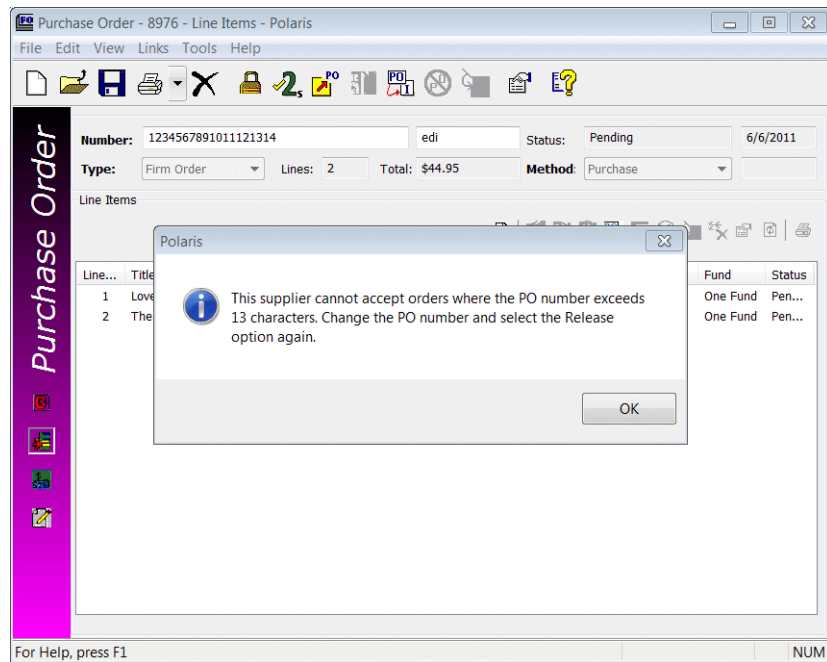 Purchase Order - 8976 - Line Items - Polaris
File Edit View Links Tools Help
Number: 1234567891011121314 edi Status: Pending 6/6/2011
Type: Firm Order Lines: 2 Total: $44.95 Method: Purchase
Line Items
Polaris
Line... Title Fund Status
1 Love One Fund Pen...
2 The One Fund Pen...
This supplier cannot accept orders where the PO number exceeds
13 characters. Change the PO number and select the Release
option again.
OK
Purchase Order
For Help, press F1 NUM